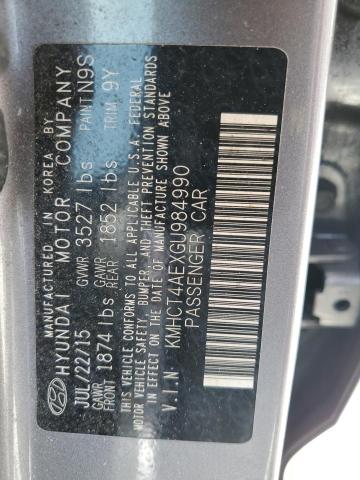 MANUFACTURED IN KOREA BY
HYUNDAI MOTOR COMPANY
JUL/22/15 GVWR 3527 lbs PAINT N9S
GAWR FRONT 1874 lbs GAWR REAR 1852 lbs TRIM 9Y
THIS VEHICLE CONFORMS TO ALL APPLICABLE U.S.A. FEDERAL
MOTOR VEHICLE SAFETY, BUMPER, AND THEFT PREVENTION STANDARDS
IN EFFECT ON THE DATE OF MANUFACTURE SHOWN ABOVE
V.I.N KMHCT4AEXGU984990
PASSENGER CAR